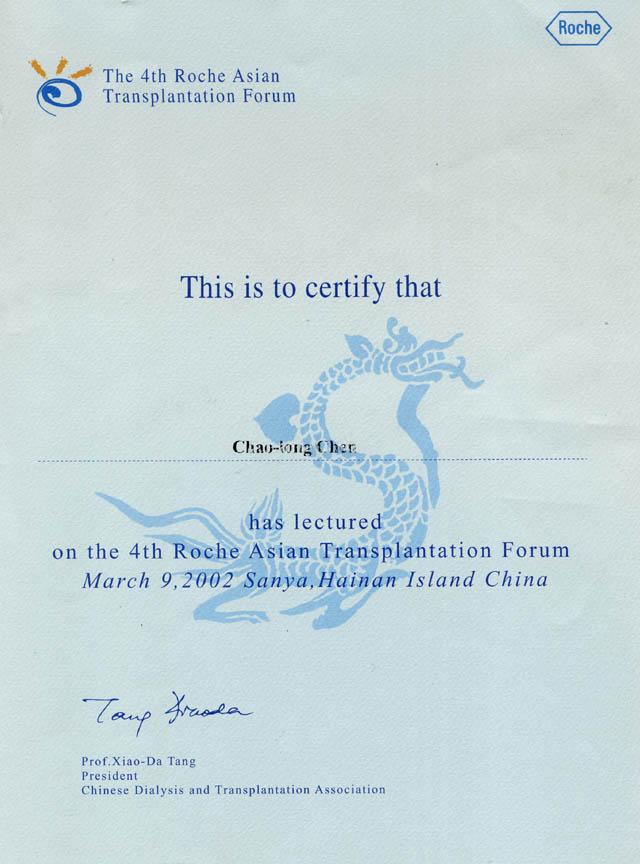 Roche
The 4th Roche Asian
Transplantation Forum
This is to certify that
Chao-long Chen
has lectured
on the 4th Roche Asian Transplantation Forum
March 9,2002 Sanya,Hainan Island China
Tang Xiaoda
Prof.Xiao-Da Tang
President
Chinese Dialysis and Transplantation Association